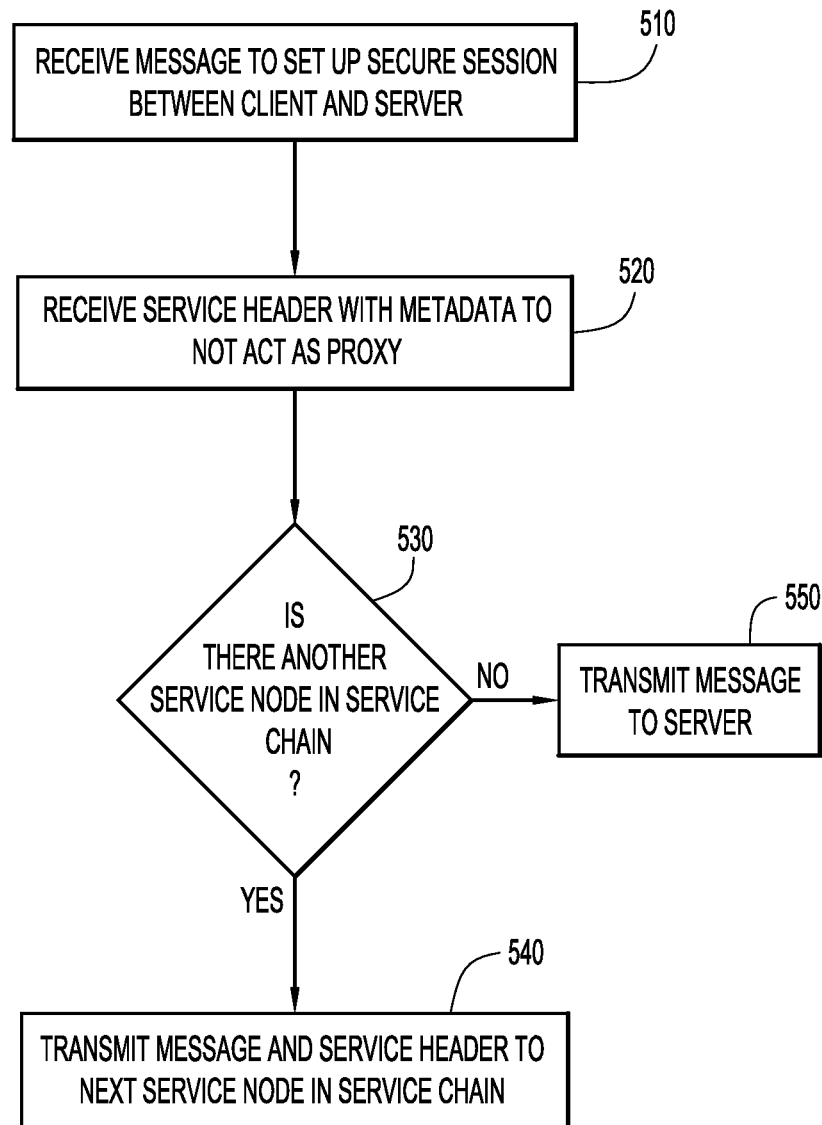 510
RECEIVE MESSAGE TO SET UP SECURE SESSION
BETWEEN CLIENT AND SERVER
520
RECEIVE SERVICE HEADER WITH METADATA TO
NOT ACT AS PROXY
530
IS
THERE ANOTHER
SERVICE NODE IN SERVICE
CHAIN
?
NO
550
TRANSMIT MESSAGE
TO SERVER
YES
540
TRANSMIT MESSAGE AND SERVICE HEADER TO
NEXT SERVICE NODE IN SERVICE CHAIN